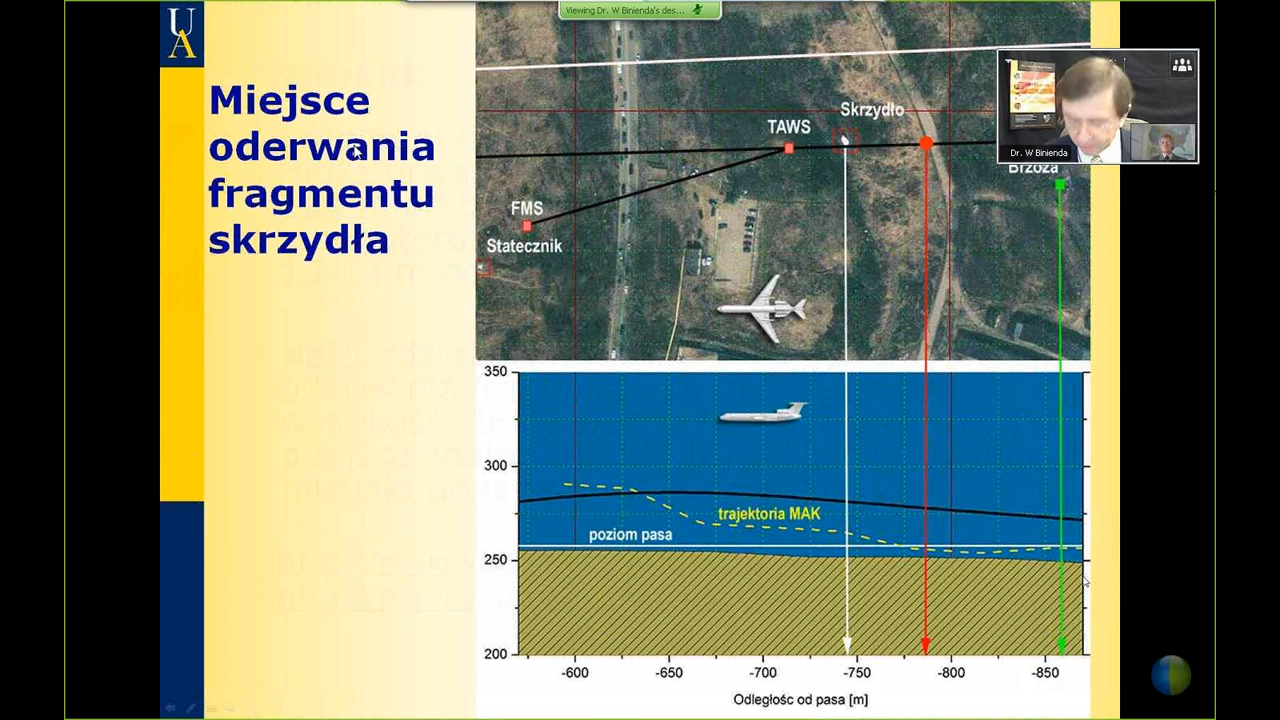 Viewing Dr. W Binienda's des...
UA
Miejsce
oderwania
fragmentu
skrzydła
Skrzydło
TAWS
FMS
Statecznik
Brzoza
Dr. W Binienda
350
300
250
200
trajektoria MAK
poziom pasa
-600 -650 -700 -750 -800 -850
Odległość od pasa [m]